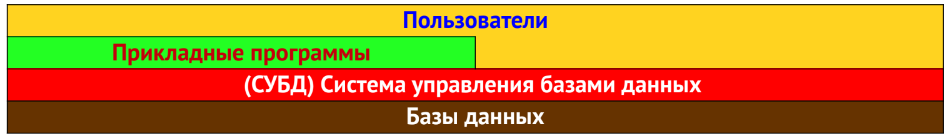 Пользователи
Прикладные программы
(СУБД) Система управления базами данных
Базы данных